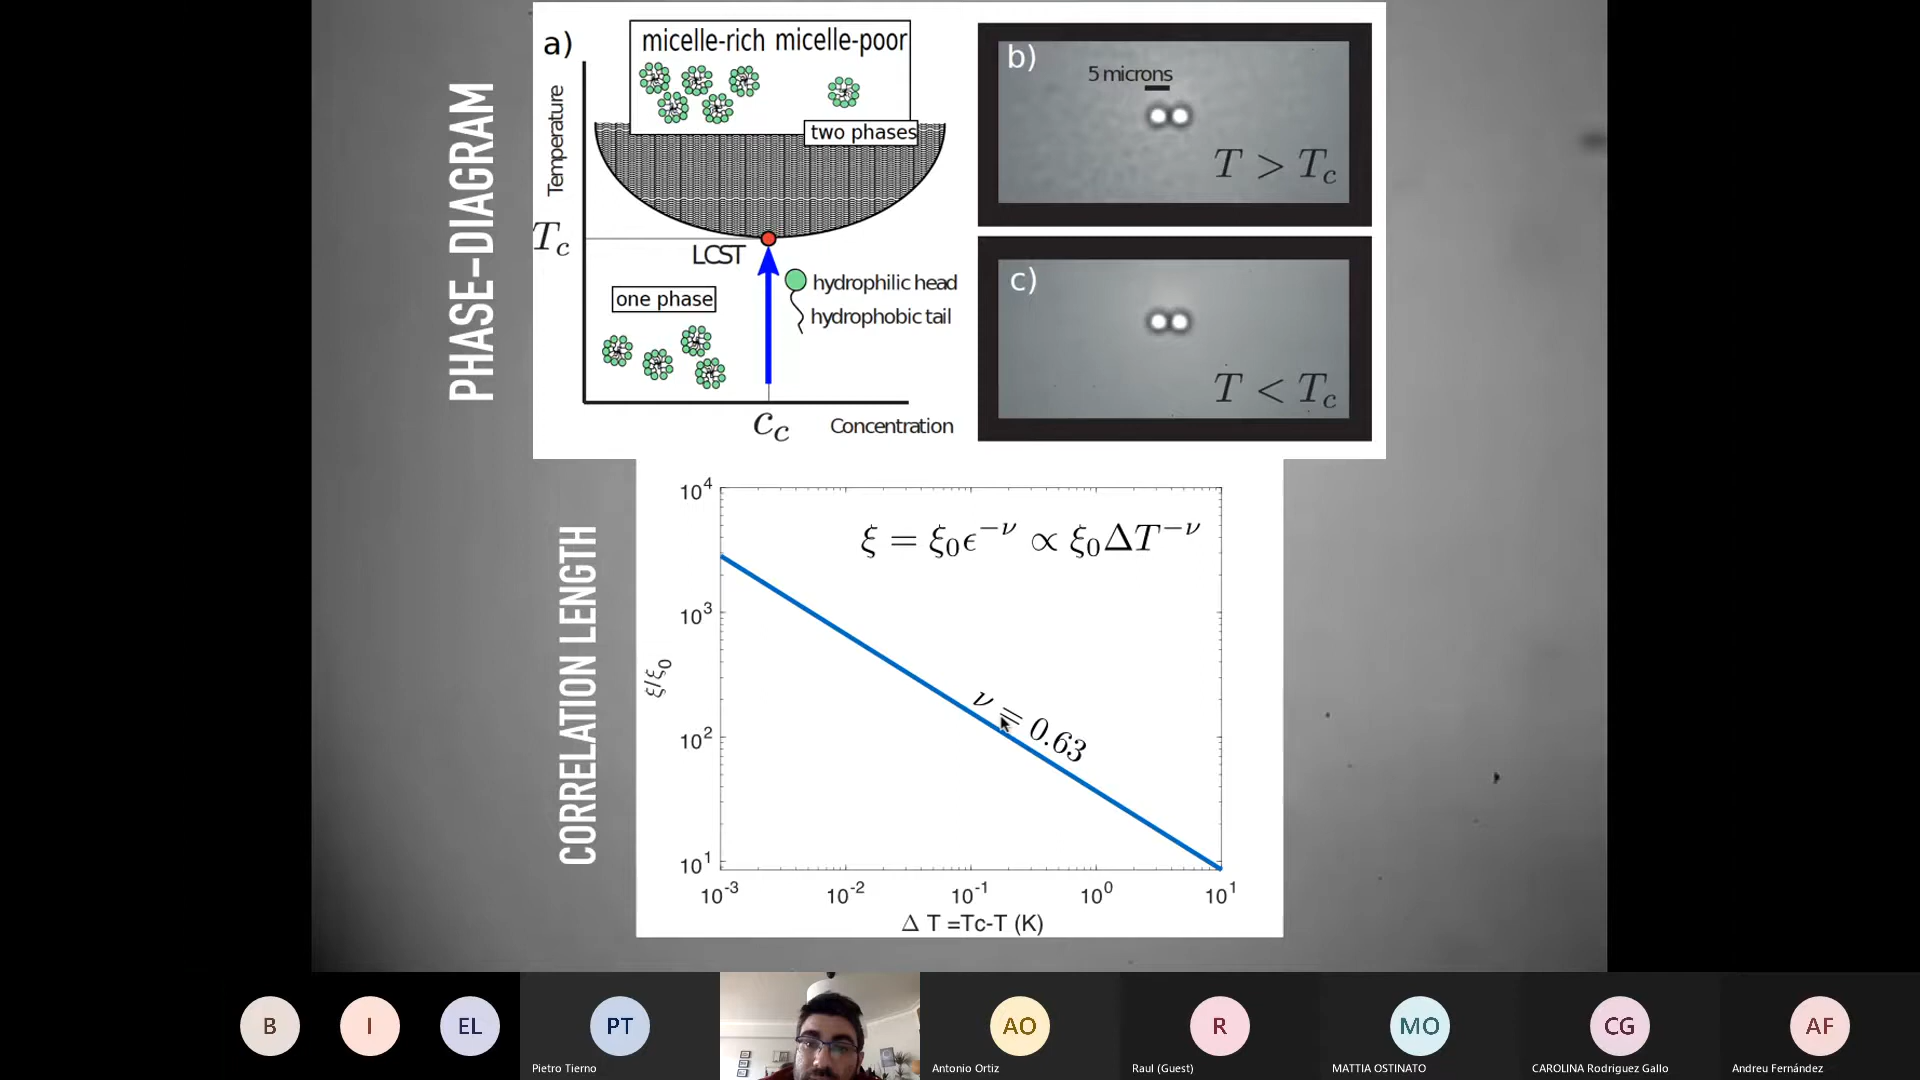 PHASE-DIAGRAM
a)
micelle-rich micelle-poor
two phases
Temperature
T_c
LCST
one phase
hydrophilic head
hydrophobic tail
c_c
Concentration
b)
5 microns
T > T_c
c)
T < T_c
CORRELATION LENGTH
ξ = ξ₀ϵ^{-ν} ∝ ξ₀ΔT^{-ν}
ν = 0.63
ξ/ξ₀
10⁴
10³
10²
10¹
10⁻³ 10⁻² 10⁻¹ 10⁰ 10¹
Δ T =Tc-T (K)
B I EL PT AO R MO CG AF
Pietro Tierno
Antonio Ortiz
Raul (Guest)
MATTIA OSTINATO
CAROLINA Rodriguez Gallo
Andreu Fernández